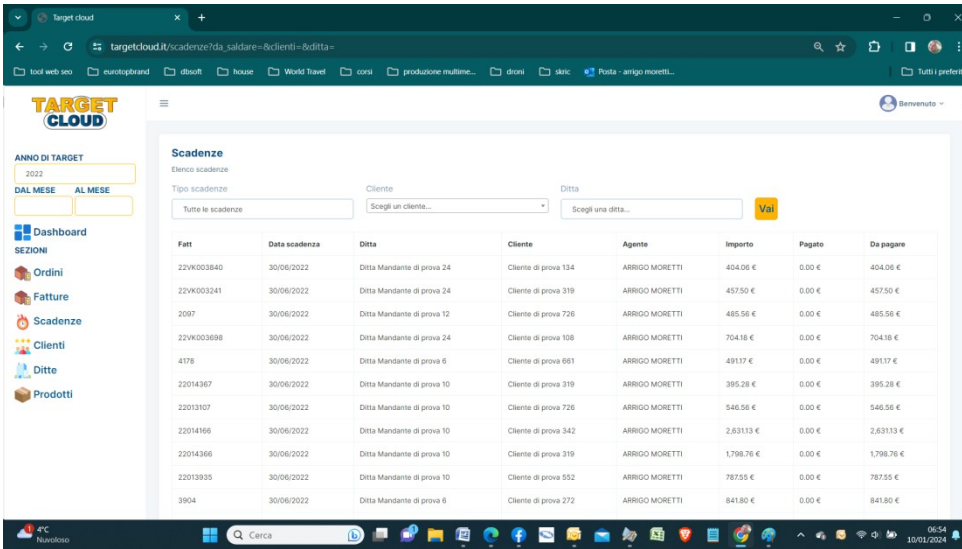 Target cloud
targetcloud.it/scadenze?da_saldare=&clienti=&ditta=
tool web seo eurotopbrand dbsoft house World Travel corsi produzione multime... droni skric Posta - arrigo moretti... Tutti i preferit
TARGET
CLOUD
Benvenuto
ANNO DI TARGET
2022
DAL MESE AL MESE
Dashboard
SEZIONI
Ordini
Fatture
Scadenze
Clienti
Ditte
Prodotti
Scadenze
Elenco scadenze
Tipo scadenze Cliente Ditta
Tutte le scadenze Scegli un cliente... Scegli una ditta... Vai
Fatt Data scadenza Ditta Cliente Agente Importo Pagato Da pagare
22VK003840 30/06/2022 Ditta Mandante di prova 24 Cliente di prova 134 ARRIGO MORETTI 404.06 € 0.00 € 404.06 €
22VK003241 30/06/2022 Ditta Mandante di prova 24 Cliente di prova 319 ARRIGO MORETTI 457.50 € 0.00 € 457.50 €
2097 30/06/2022 Ditta Mandante di prova 12 Cliente di prova 726 ARRIGO MORETTI 485.56 € 0.00 € 485.56 €
22VK003698 30/06/2022 Ditta Mandante di prova 24 Cliente di prova 108 ARRIGO MORETTI 704.18 € 0.00 € 704.18 €
4178 30/06/2022 Ditta Mandante di prova 6 Cliente di prova 661 ARRIGO MORETTI 491.17 € 0.00 € 491.17 €
22014367 30/06/2022 Ditta Mandante di prova 10 Cliente di prova 319 ARRIGO MORETTI 395.28 € 0.00 € 395.28 €
22013107 30/06/2022 Ditta Mandante di prova 10 Cliente di prova 726 ARRIGO MORETTI 546.56 € 0.00 € 546.56 €
22014166 30/06/2022 Ditta Mandante di prova 10 Cliente di prova 342 ARRIGO MORETTI 2,631.13 € 0.00 € 2,631.13 €
22014366 30/06/2022 Ditta Mandante di prova 10 Cliente di prova 319 ARRIGO MORETTI 1,798.76 € 0.00 € 1,798.76 €
22013935 30/06/2022 Ditta Mandante di prova 10 Cliente di prova 552 ARRIGO MORETTI 787.55 € 0.00 € 787.55 €
3904 30/06/2022 Ditta Mandante di prova 6 Cliente di prova 272 ARRIGO MORETTI 841.80 € 0.00 € 841.80 €
1 4°C
Nuvoloso
Cerca
06:54
10/01/2024